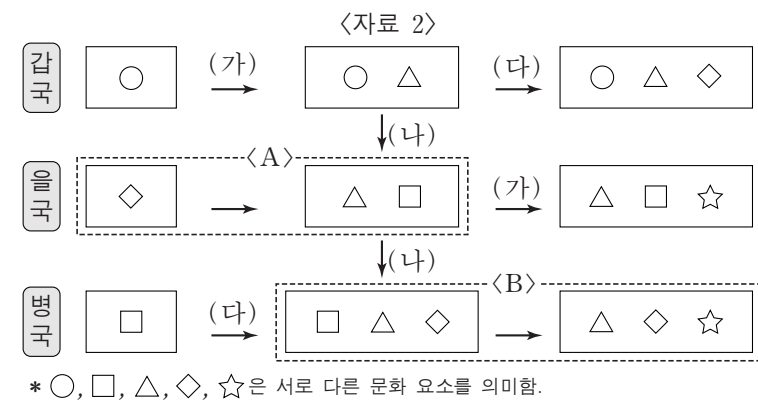 〈자료 2〉
갑국 (가) (다)
(나)
〈A〉
을국 (가)
(나)
〈B〉
병국 (다)
* ○, □, △, ◇, ☆은 서로 다른 문화 요소를 의미함.